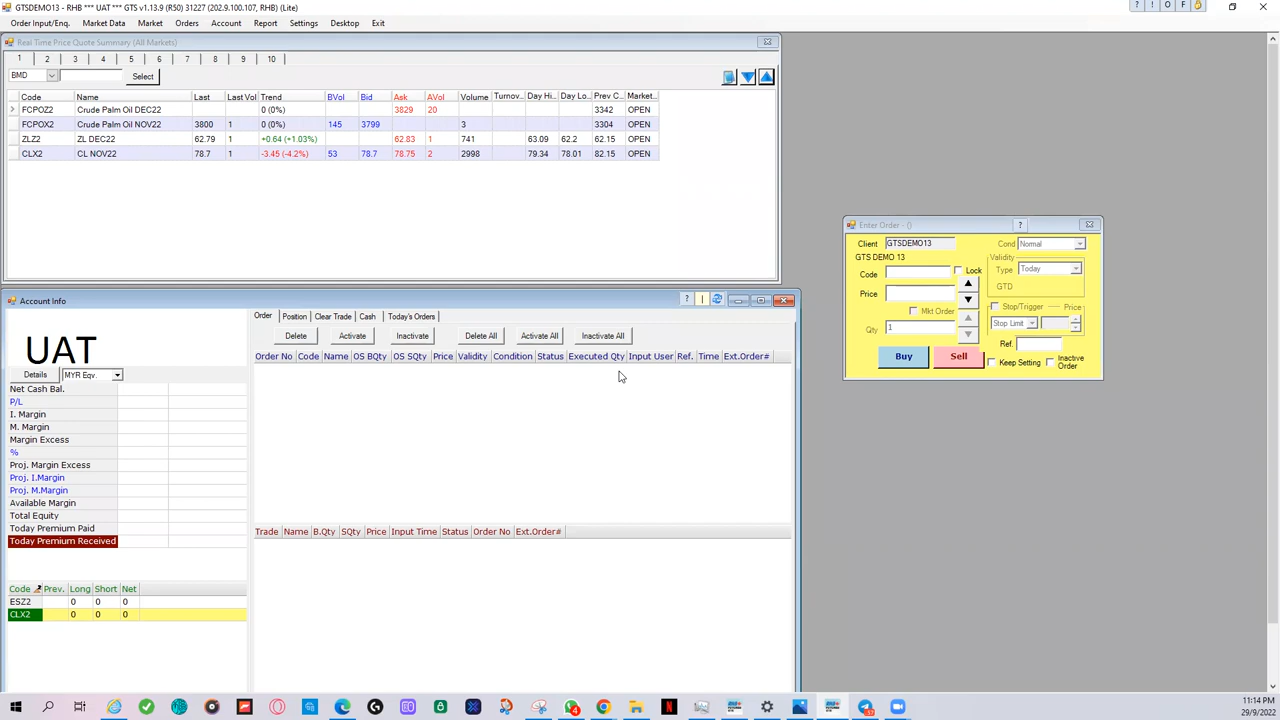 GTSDEMO13 - RHB *** UAT *** GTS v1.13.9 (R50) 31227 (202.9.100.107, RHB) (Lite)
Order Input/Enq. Market Data Market Orders Account Report Settings Desktop Exit
Real Time Price Quote Summary (All Markets)
1 2 3 4 5 6 7 8 9 10
BMD Select
Code Name Last Last Vol Trend BVol Bid Ask AVol Volume Turnov... Day Hi... Day Lo... Prev C... Market...
FCPOZ2 Crude Palm Oil DEC22 0 (0%) 3829 20 3342 OPEN
FCPOX2 Crude Palm Oil NOV22 3800 1 0 (0%) 145 3799 3 3304 OPEN
ZLZ2 ZL DEC22 62.79 1 +0.64 (+1.03%) 62.83 1 741 63.09 62.2 62.15 OPEN
CLX2 CL NOV22 78.7 1 -3.45 (-4.2%) 53 78.7 78.75 2 2998 79.34 78.01 82.15 OPEN
Enter Order - () ?
Client GTSDEMO13 Cond Normal
GTS DEMO 13 Validity
Code Lock Type Today
GTD
Price
Mkt Order Stop/Trigger Price
Qty 1 Stop Limit
Ref.
Buy Sell Keep Setting Inactive Order
Account Info ?
Order Position Clear Trade Cash Today's Orders
UAT
Delete Activate Inactivate Delete All Activate All Inactivate All
Order No Code Name OS BQty OS SQty Price Validity Condition Status Executed Qty Input User Ref. Time Ext.Order#
Details MYR Eqv.
Net Cash Bal.
P/L
I. Margin
M. Margin
Margin Excess
%
Proj. Margin Excess
Proj. I.Margin
Proj. M.Margin
Available Margin
Total Equity
Today Premium Paid
Today Premium Received
Trade Name B.Qty SQty Price Input Time Status Order No Ext.Order#
Code Prev. Long Short Net
ESZ2 0 0 0
CLX2 0 0 0
11:14 PM
29/9/2022